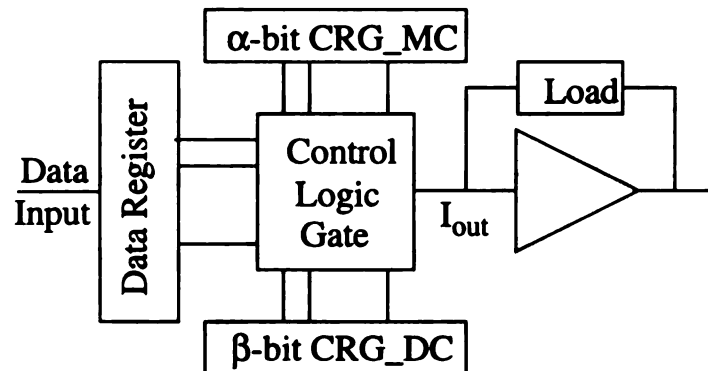 α-bit CRG_MC
Data Register
Data
Input
Control
Logic
Gate
Load
I_out
β-bit CRG_DC